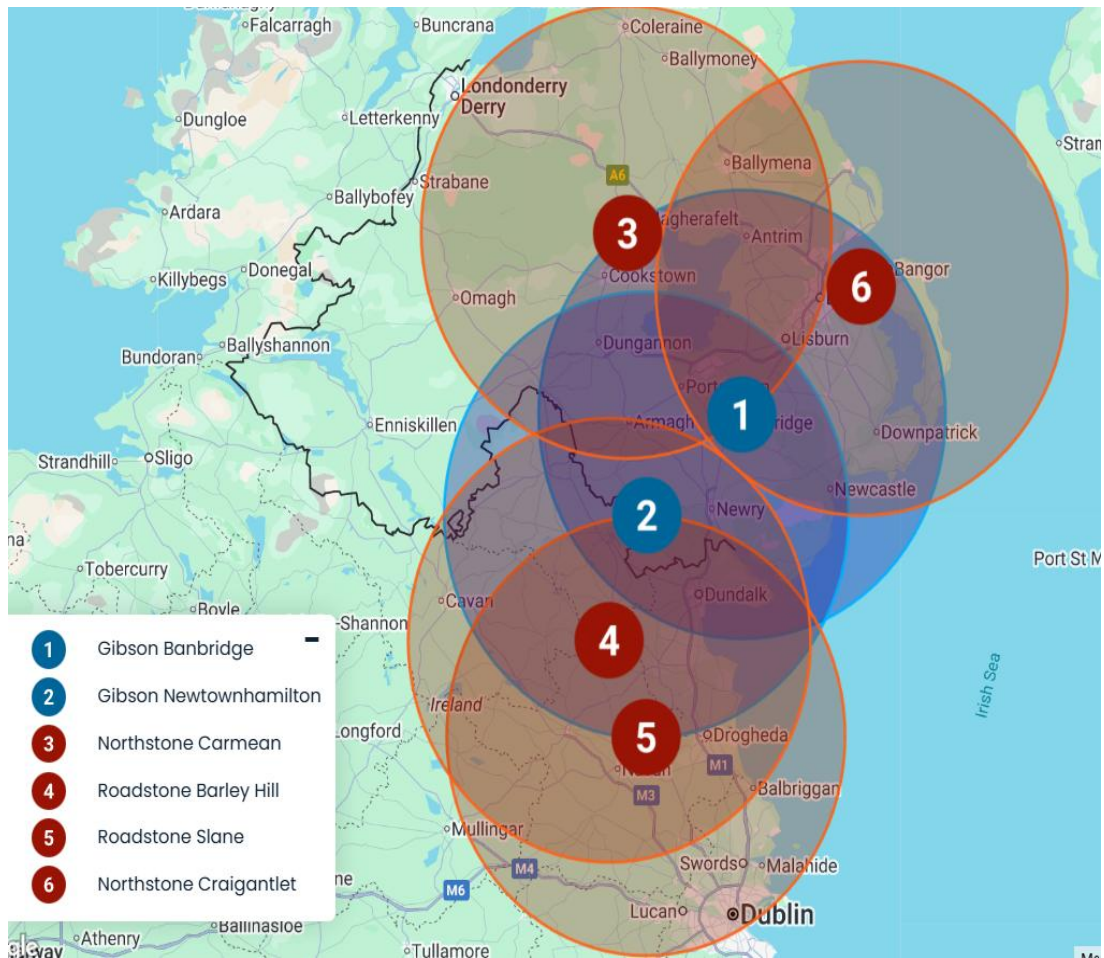 Falcarragh
Buncrana
Coleraine
Ballymoney
Londonderry
Derry
Letterkenny
Dungloe
Ballymena
A6
Strabane
Ballybofey
Ardara
3
agherafelt
Antrim
Donegal
Killybegs
Cookstown
6
Bangor
Omagh
Ballyshannon
Bundoran
Dungannon
Lisburn
Enniskillen
Armagh
1
ridge
Downpatrick
Strandhill
Sligo
Newcastle
2
Newry
Port St M
Tobercurry
Cavan
Dundalk
Boyle
-Shannon
4
Irish Sea
Ireland
Longford
5
Drogheda
M1
M3
Balbriggan
Mullingar
M4
Swords
Malahide
M6
Lucan
Dublin
Ballinasloe
Athenry
Tullamore
1 Gibson Banbridge
2 Gibson Newtownhamilton
3 Northstone Carmean
4 Roadstone Barley Hill
5 Roadstone Slane
6 Northstone Craigantlet